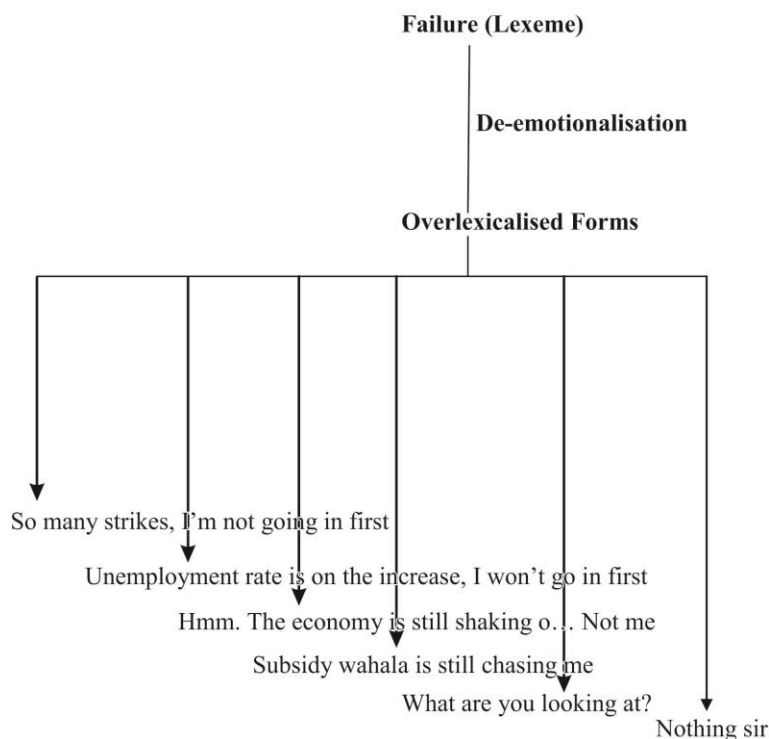 Failure (Lexeme)
De-emotionalisation
Overlexicalised Forms
So many strikes, I’m not going in first
Unemployment rate is on the increase, I won’t go in first
Hmm. The economy is still shaking o… Not me
Subsidy wahala is still chasing me
What are you looking at?
Nothing sir